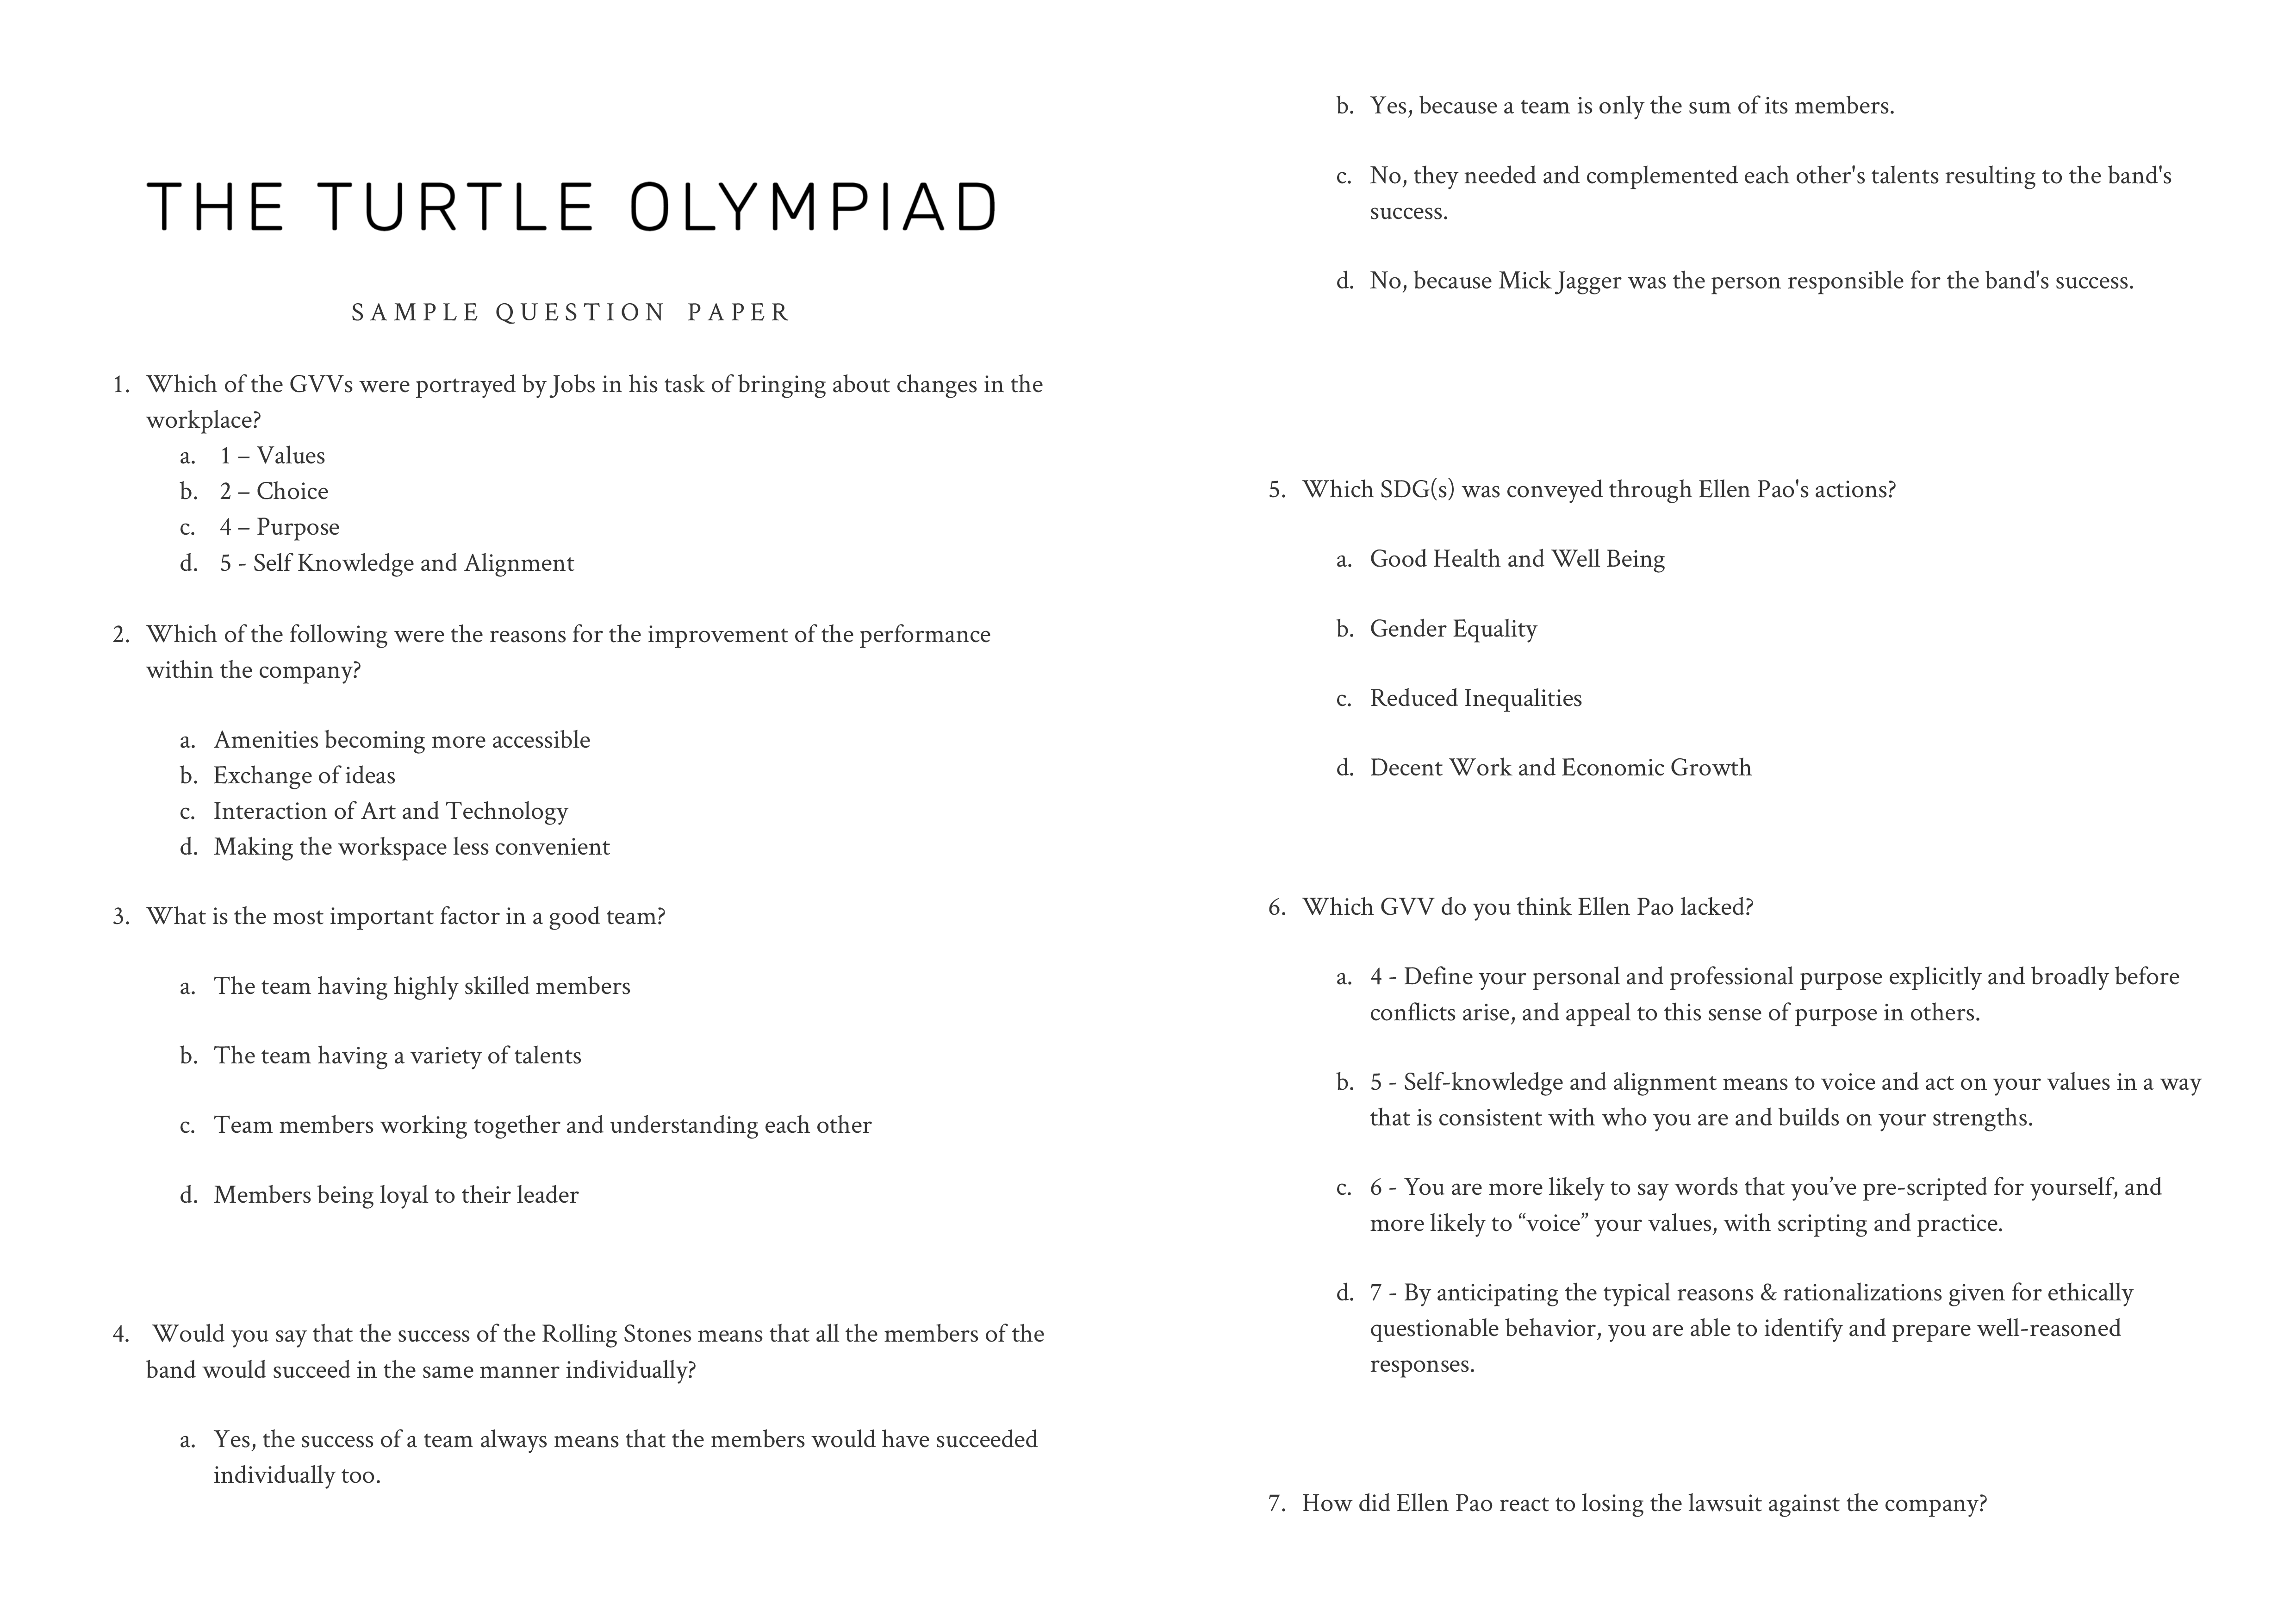 THE TURTLE OLYMPIAD
SAMPLE QUESTION PAPER
1. Which of the GVVs were portrayed by Jobs in his task of bringing about changes in the
workplace?
a. 1 – Values
b. 2 – Choice
c. 4 – Purpose
d. 5 - Self Knowledge and Alignment
2. Which of the following were the reasons for the improvement of the performance
within the company?
a. Amenities becoming more accessible
b. Exchange of ideas
c. Interaction of Art and Technology
d. Making the workspace less convenient
3. What is the most important factor in a good team?
a. The team having highly skilled members
b. The team having a variety of talents
c. Team members working together and understanding each other
d. Members being loyal to their leader
4. Would you say that the success of the Rolling Stones means that all the members of the
band would succeed in the same manner individually?
a. Yes, the success of a team always means that the members would have succeeded
individually too.
b. Yes, because a team is only the sum of its members.
c. No, they needed and complemented each other's talents resulting to the band's
success.
d. No, because Mick Jagger was the person responsible for the band's success.
5. Which SDG(s) was conveyed through Ellen Pao's actions?
a. Good Health and Well Being
b. Gender Equality
c. Reduced Inequalities
d. Decent Work and Economic Growth
6. Which GVV do you think Ellen Pao lacked?
a. 4 - Define your personal and professional purpose explicitly and broadly before
conflicts arise, and appeal to this sense of purpose in others.
b. 5 - Self-knowledge and alignment means to voice and act on your values in a way
that is consistent with who you are and builds on your strengths.
c. 6 - You are more likely to say words that you’ve pre-scripted for yourself, and
more likely to “voice” your values, with scripting and practice.
d. 7 - By anticipating the typical reasons & rationalizations given for ethically
questionable behavior, you are able to identify and prepare well-reasoned
responses.
7. How did Ellen Pao react to losing the lawsuit against the company?